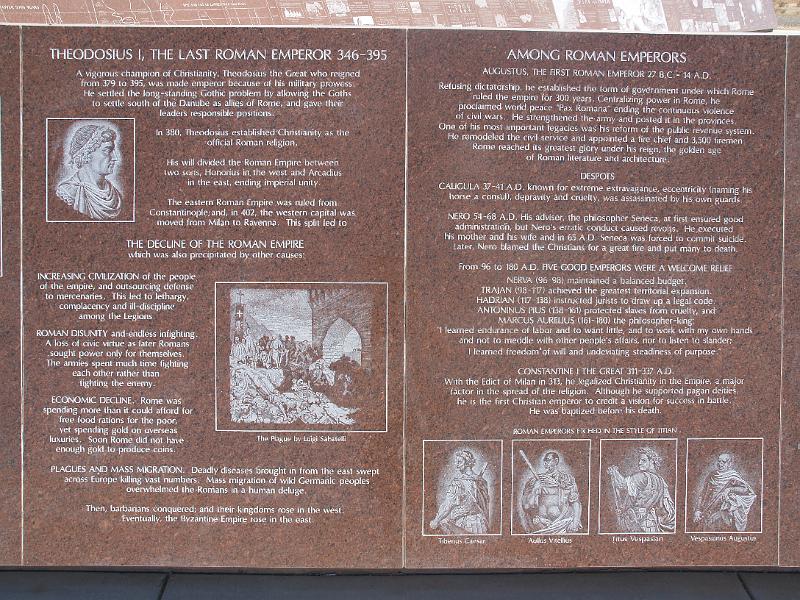 THEODOSIUS I, THE LAST ROMAN EMPEROR 346-395
A vigorous champion of Christianity, Theodosius the Great who reigned
from 379 to 395, was made emperor because of his military prowess.
He settled the long-standing Gothic problem by allowing the Goths
to settle south of the Danube as allies of Rome, and gave their
leaders responsible positions.
In 380, Theodosius established Christianity as the
official Roman religion.
His will divided the Roman Empire between
two sons, Honorius in the west and Arcadius
in the east, ending imperial unity.
The eastern Roman Empire was ruled from
Constantinople, and, in 402, the western capital was
moved from Milan to Ravenna. This split led to
THE DECLINE OF THE ROMAN EMPIRE
which was also precipitated by other causes:
INCREASING CIVILIZATION of the people
of the empire, and outsourcing defense
to mercenaries. This led to lethargy,
complacency and ill-discipline
among the Legions.
ROMAN DISUNITY and endless infighting.
A loss of civic virtue as later Romans
sought power only for themselves.
The armies spent much time fighting
each other rather than
fighting the enemy.
ECONOMIC DECLINE. Rome was
spending more than it could afford for
free food rations for the poor,
yet spending gold on overseas
luxuries. Soon Rome did not have
enough gold to produce coins.
The Plague by Luigi Sabatelli
PLAGUES AND MASS MIGRATION. Deadly diseases brought in from the east swept
across Europe killing vast numbers. Mass migration of wild Germanic peoples
overwhelmed the Romans in a human deluge.
Then, barbarians conquered; and their kingdoms rose in the west.
Eventually, the Byzantine Empire rose in the east.
AMONG ROMAN EMPERORS
AUGUSTUS, THE FIRST ROMAN EMPEROR 27 B.C. - 14 A.D.
Refusing dictatorship, he established the form of government under which Rome
ruled the empire for 300 years. Centralizing power in Rome, he
proclaimed world peace "Pax Romana" ending the continuous violence
of civil wars. He strengthened the army and posted it in the provinces.
One of his most important legacies was his reform of the public revenue system.
He remodeled the civil service and appointed a fire chief and 3,500 firemen.
Rome reached its greatest glory under his reign, the golden age
of Roman literature and architecture.
DESPOTS
CALIGULA 37-41 A.D. known for extreme extravagance, eccentricity (naming his
horse a consul), depravity and cruelty, was assassinated by his own guards.
NERO 54-68 A.D. His adviser, the philosopher Seneca, at first ensured good
administration, but Nero's erratic conduct caused revolts. He executed
his mother and his wife and in 65 A.D. Seneca was forced to commit suicide.
Later, Nero blamed the Christians for a great fire and put many to death.
From 96 to 180 A.D. FIVE GOOD EMPERORS WERE A WELCOME RELIEF
NERVA (96-98) maintained a balanced budget,
TRAJAN (98-117) achieved the greatest territorial expansion.
HADRIAN (117-138) instructed jurists to draw up a legal code.
ANTONINUS PIUS (138-161) protected slaves from cruelty, and
MARCUS AURELIUS (161-180) the philosopher-king:
"I learned endurance of labor and to want little, and to work with my own hands
and not to meddle with other people's affairs, nor to listen to slander;
I learned freedom of will and undeviating steadiness of purpose."
CONSTANTINE I THE GREAT 311-337 A.D.
With the Edict of Milan in 313, he legalized Christianity in the Empire, a major
factor in the spread of the religion. Although he supported pagan deities,
he is the first Christian emperor to credit a vision for success in battle.
He was baptized before his death.
ROMAN EMPERORS ETCHED IN THE STYLE OF TITIAN
Tiberius Caesar
Aulus Vitellius
Titus Vespasian
Vespasianus Augustus